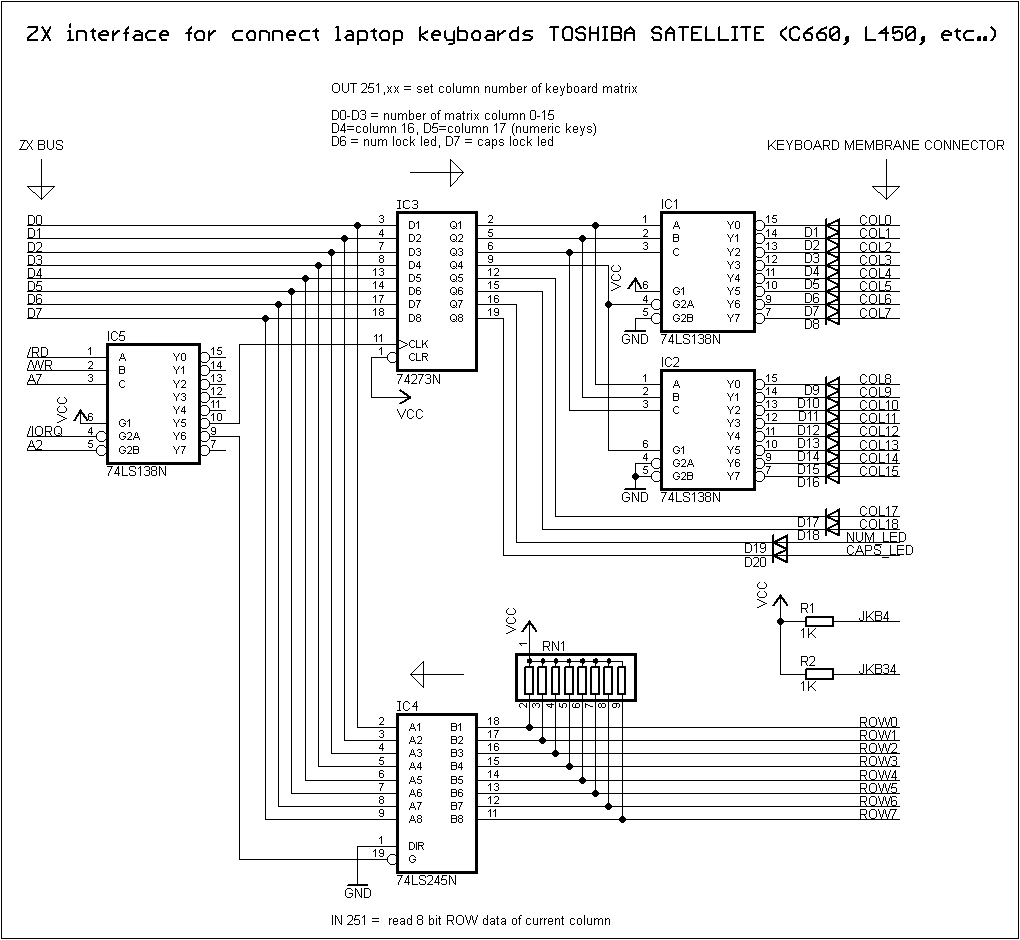 ZX interface for connect laptop keyboards TOSHIBA SATELLITE (C660, L450, etc..)
OUT 251,xx = set column number of keyboard matrix
D0-D3 = number of matrix column 0-15
D4=column 16, D5=column 17 (numeric keys)
D6 = num lock led, D7 = caps lock led
ZX BUS
KEYBOARD MEMBRANE CONNECTOR
D0
D1
D2
D3
D4
D5
D6
D7
IC3
3 D1 Q1 2
4 D2 Q2 5
7 D3 Q3 6
8 D4 Q4 9
13 D5 Q5 12
14 D6 Q6 15
17 D7 Q7 16
18 D8 Q8 19
11 CLK
1 CLR
74273N
VCC
IC1
1 A Y0 15
2 B Y1 14
3 C Y2 13
Y3 12
Y4 11
VCC 6 G1 Y5 10
4 G2A Y6 9
5 G2B Y7 7
GND
74LS138N
D1
D2
D3
D4
D5
D6
D7
D8
COL0
COL1
COL2
COL3
COL4
COL5
COL6
COL7
IC5
/RD 1 A Y0 15
/WR 2 B Y1 14
A7 3 C Y2 13
Y3 12
Y4 11
VCC 6 G1 Y5 10
/IORQ 4 G2A Y6 9
A2 5 G2B Y7 7
74LS138N
IC2
1 A Y0 15
2 B Y1 14
3 C Y2 13
Y3 12
Y4 11
6 G1 Y5 10
4 G2A Y6 9
5 G2B Y7 7
GND
74LS138N
D9
D10
D11
D12
D13
D14
D15
D16
COL8
COL9
COL10
COL11
COL12
COL13
COL14
COL15
D17 COL17
D18 COL18
D19 NUM_LED
D20 CAPS_LED
VCC
R1
1K
JKB4
R2
1K
JKB34
VCC
1
RN1
2 3 4 5 6 7 8 9
IC4
2 A1 B1 18
3 A2 B2 17
4 A3 B3 16
5 A4 B4 15
6 A5 B5 14
7 A6 B6 13
8 A7 B7 12
9 A8 B8 11
1 DIR
19 G
GND
74LS245N
ROW0
ROW1
ROW2
ROW3
ROW4
ROW5
ROW6
ROW7
IN 251 = read 8 bit ROW data of current column